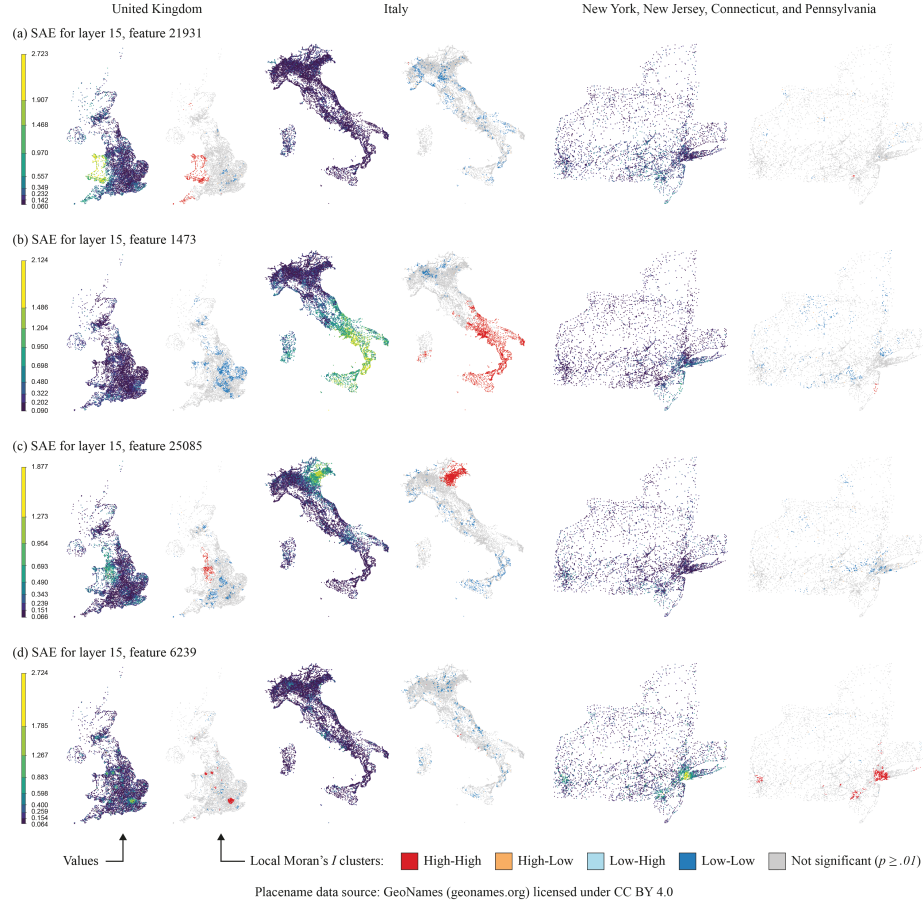 United Kingdom
Italy
New York, New Jersey, Connecticut, and Pennsylvania
(a) SAE for layer 15, feature 21931
2.723
1.907
1.468
0.970
0.557
0.349
0.232
0.142
0.060
(b) SAE for layer 15, feature 1473
2.124
1.486
1.204
0.950
0.698
0.480
0.322
0.202
0.090
(c) SAE for layer 15, feature 25085
1.877
1.273
0.954
0.693
0.490
0.343
0.239
0.151
0.066
(d) SAE for layer 15, feature 6239
2.724
1.785
1.267
0.883
0.598
0.400
0.259
0.154
0.064
Values
Local Moran's I clusters:
High-High
High-Low
Low-High
Low-Low
Not significant (p ≥ .01)
Placename data source: GeoNames (geonames.org) licensed under CC BY 4.0